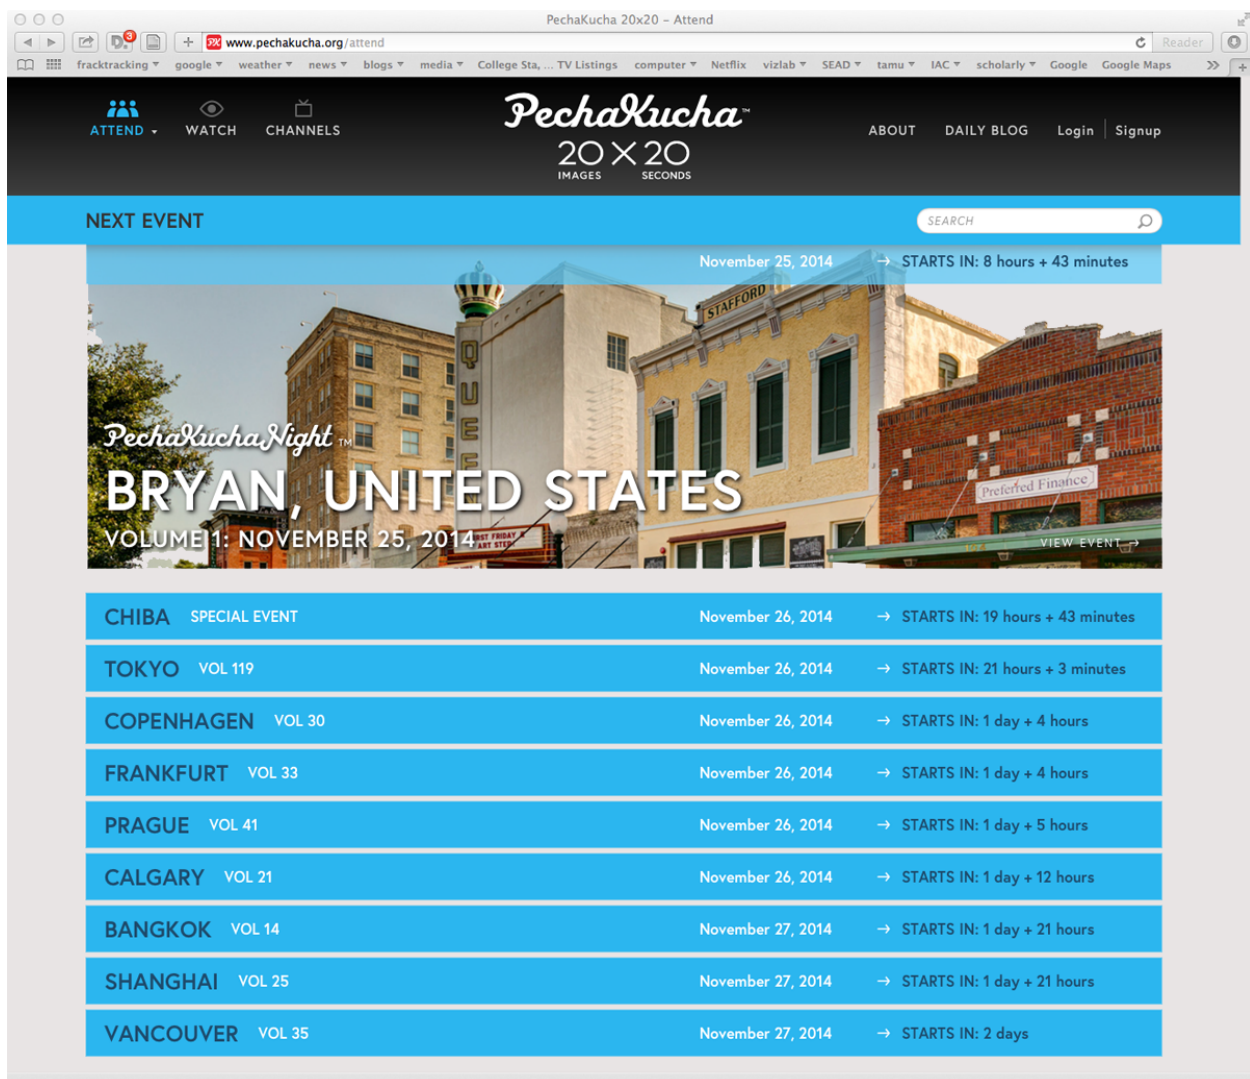 PechaKucha 20x20 – Attend
3
www.pechakucha.org/attend
Reader
fracktracking google weather news blogs media College Sta, ... TV Listings computer Netflix vizlab SEAD tamu IAC scholarly Google Google Maps
ATTEND WATCH CHANNELS
PechaKucha™
20 X 20
IMAGES SECONDS
ABOUT DAILY BLOG Login Signup
NEXT EVENT
SEARCH
November 25, 2014 → STARTS IN: 8 hours + 43 minutes
STAFFORD
QUEE
PechaKuchaNight ™
BRYAN, UNITED STATES
Preferred Finance
VOLUME 1: NOVEMBER 25, 2014
FIRST FRIDAY
ART STEP
VIEW EVENT →
CHIBA SPECIAL EVENT November 26, 2014 → STARTS IN: 19 hours + 43 minutes
TOKYO VOL 119 November 26, 2014 → STARTS IN: 21 hours + 3 minutes
COPENHAGEN VOL 30 November 26, 2014 → STARTS IN: 1 day + 4 hours
FRANKFURT VOL 33 November 26, 2014 → STARTS IN: 1 day + 4 hours
PRAGUE VOL 41 November 26, 2014 → STARTS IN: 1 day + 5 hours
CALGARY VOL 21 November 26, 2014 → STARTS IN: 1 day + 12 hours
BANGKOK VOL 14 November 27, 2014 → STARTS IN: 1 day + 21 hours
SHANGHAI VOL 25 November 27, 2014 → STARTS IN: 1 day + 21 hours
VANCOUVER VOL 35 November 27, 2014 → STARTS IN: 2 days